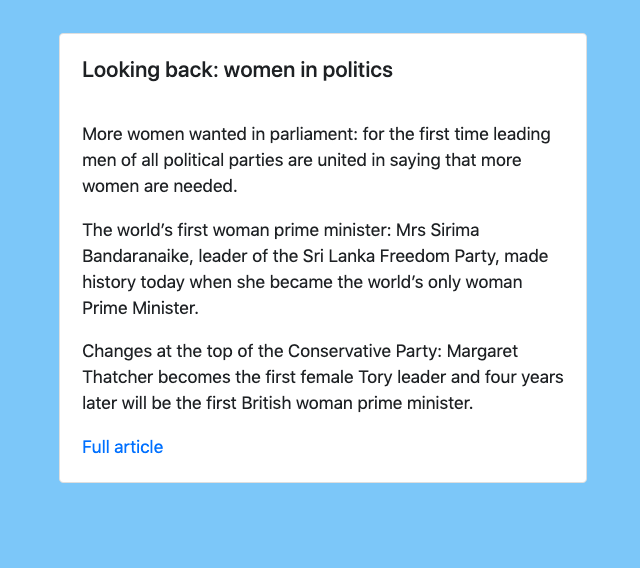 Looking back: women in politics
More women wanted in parliament: for the first time leading
men of all political parties are united in saying that more
women are needed.
The world’s first woman prime minister: Mrs Sirima
Bandaranaike, leader of the Sri Lanka Freedom Party, made
history today when she became the world’s only woman
Prime Minister.
Changes at the top of the Conservative Party: Margaret
Thatcher becomes the first female Tory leader and four years
later will be the first British woman prime minister.
Full article